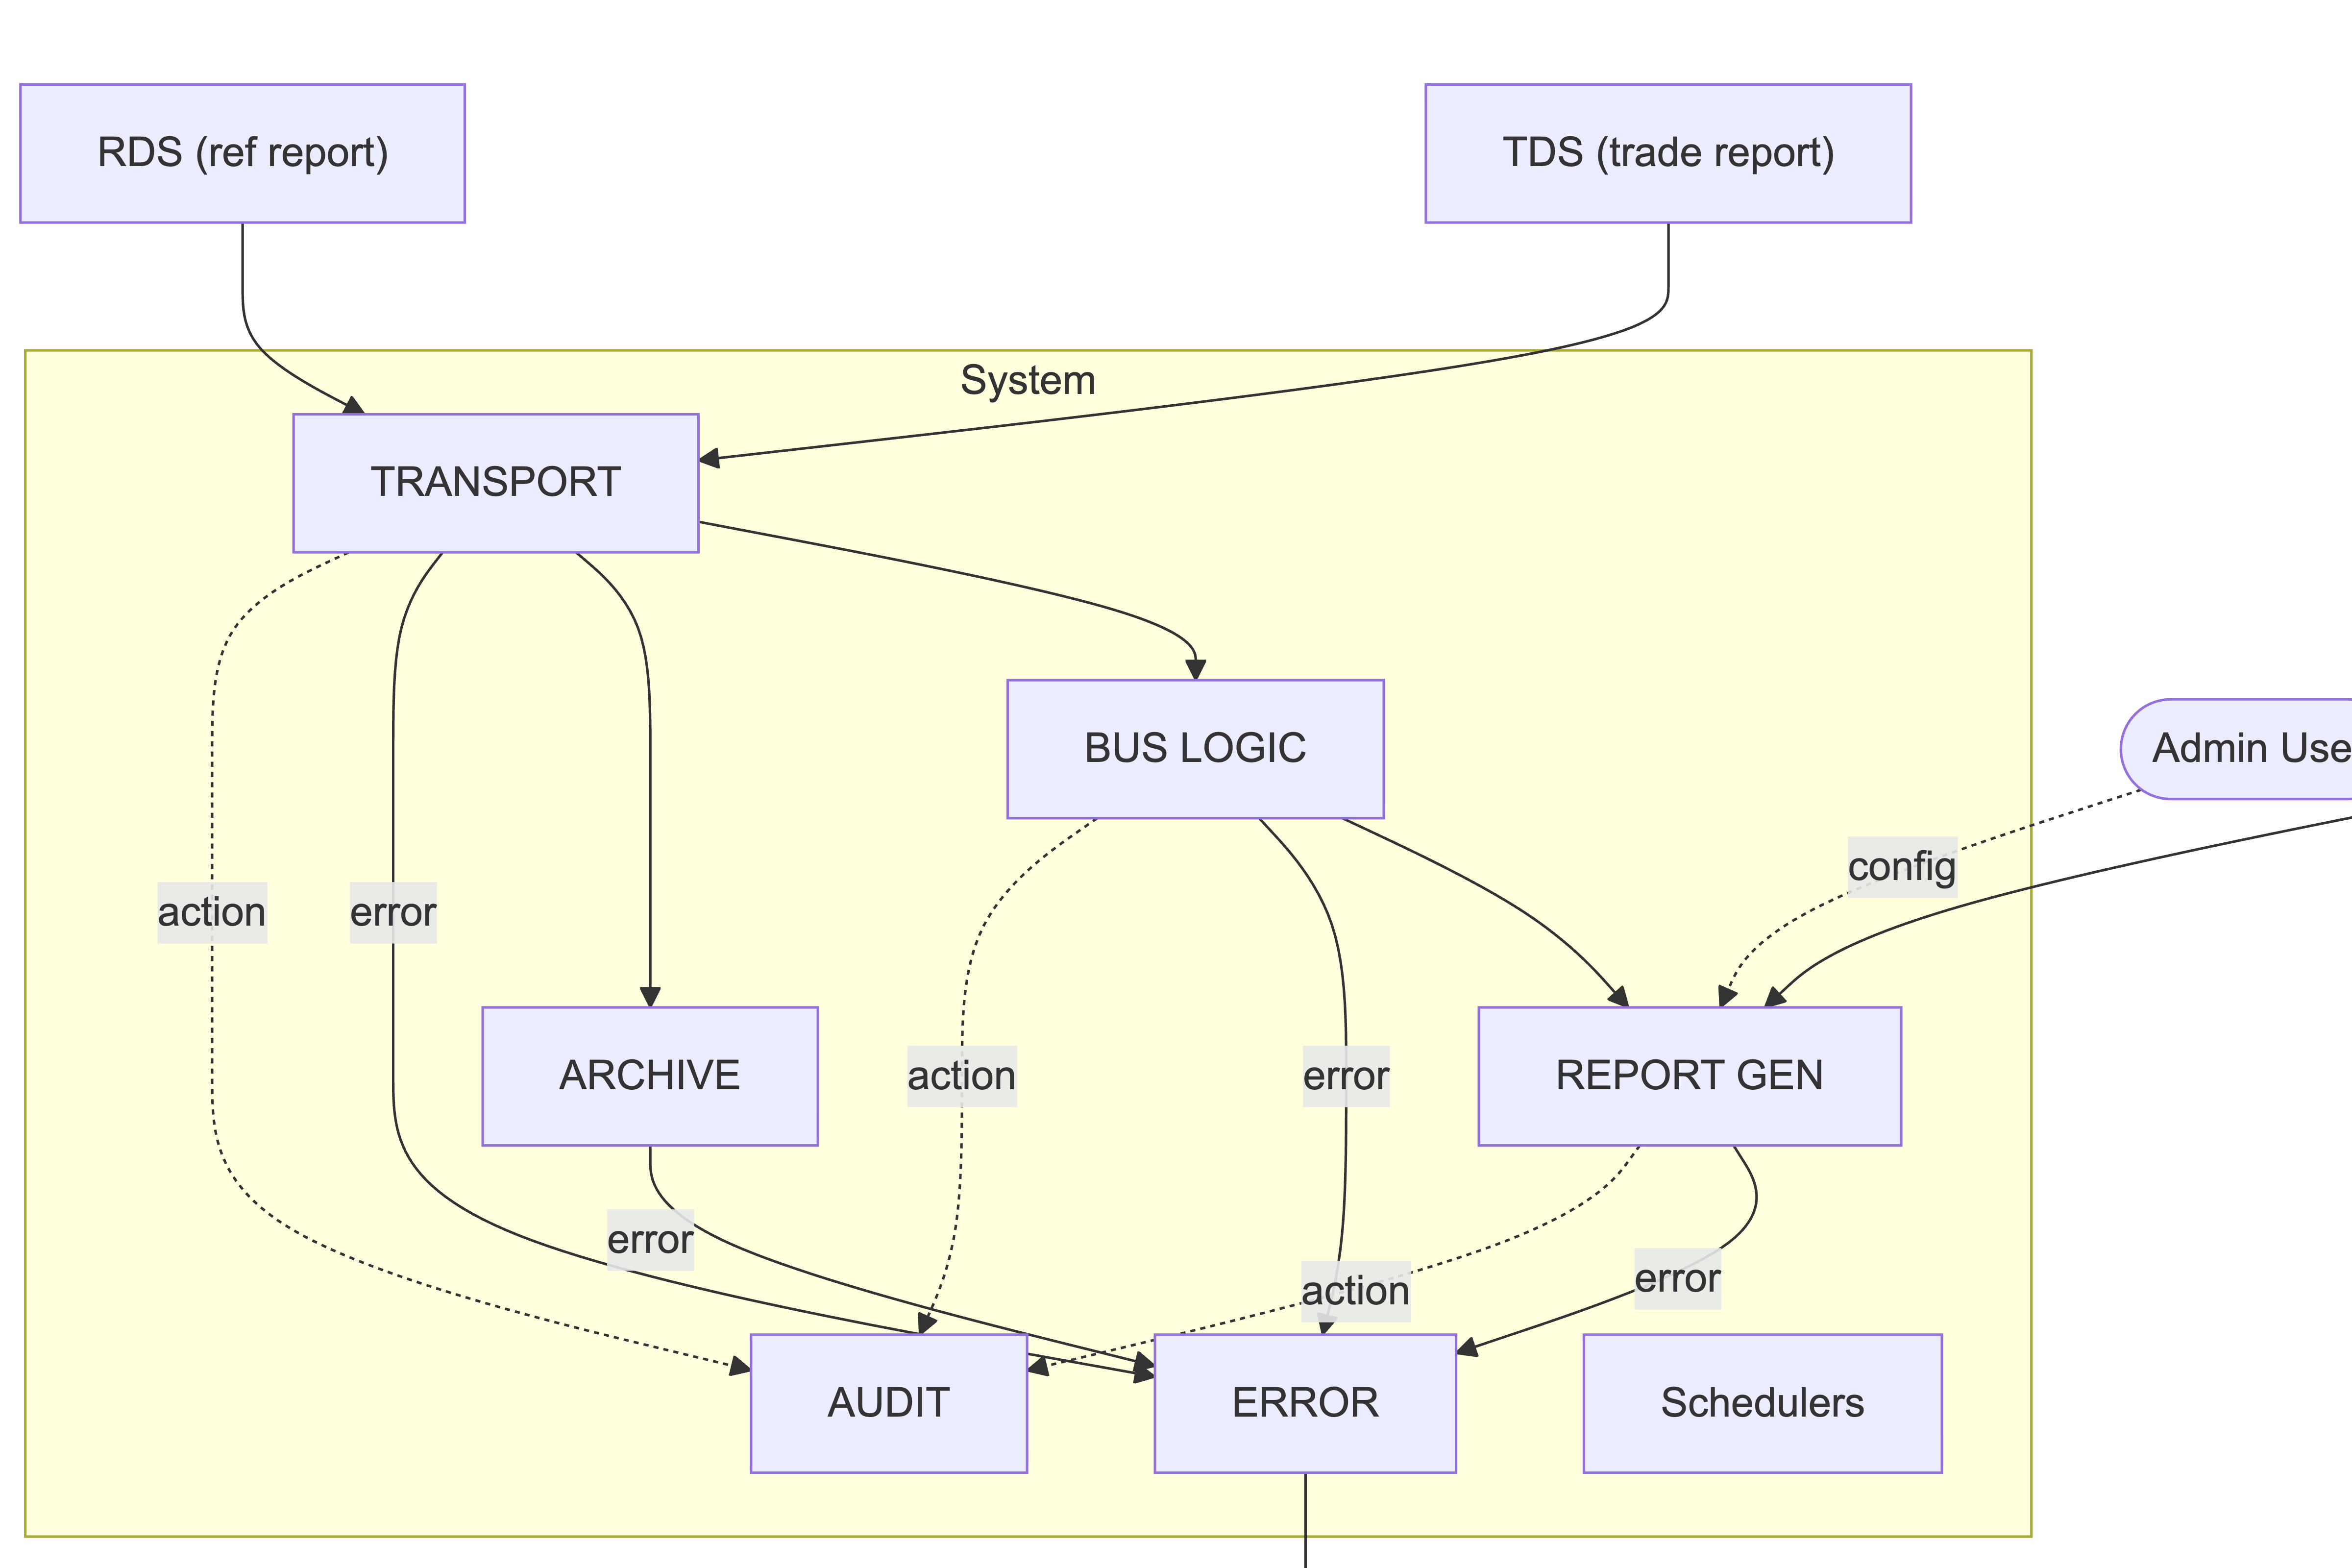 RDS (ref report)
TDS (trade report)
System
TRANSPORT
BUS LOGIC
Admin Use
config
action
error
ARCHIVE
action
error
REPORT GEN
error
action
error
AUDIT
ERROR
Schedulers